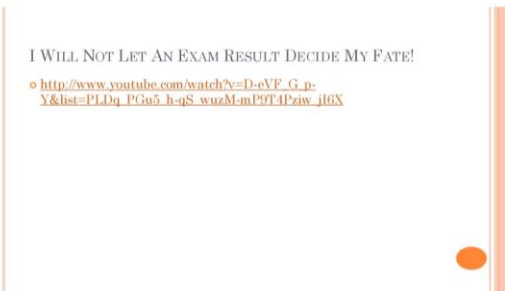 I Will Not Let An Exam Result Decide My Fate!
http://www.youtube.com/watch?v=D-eVF_G_p-
Y&list=PLDq_PGu5_h-qS_wuzM-mP9T4Pziw_jI6X